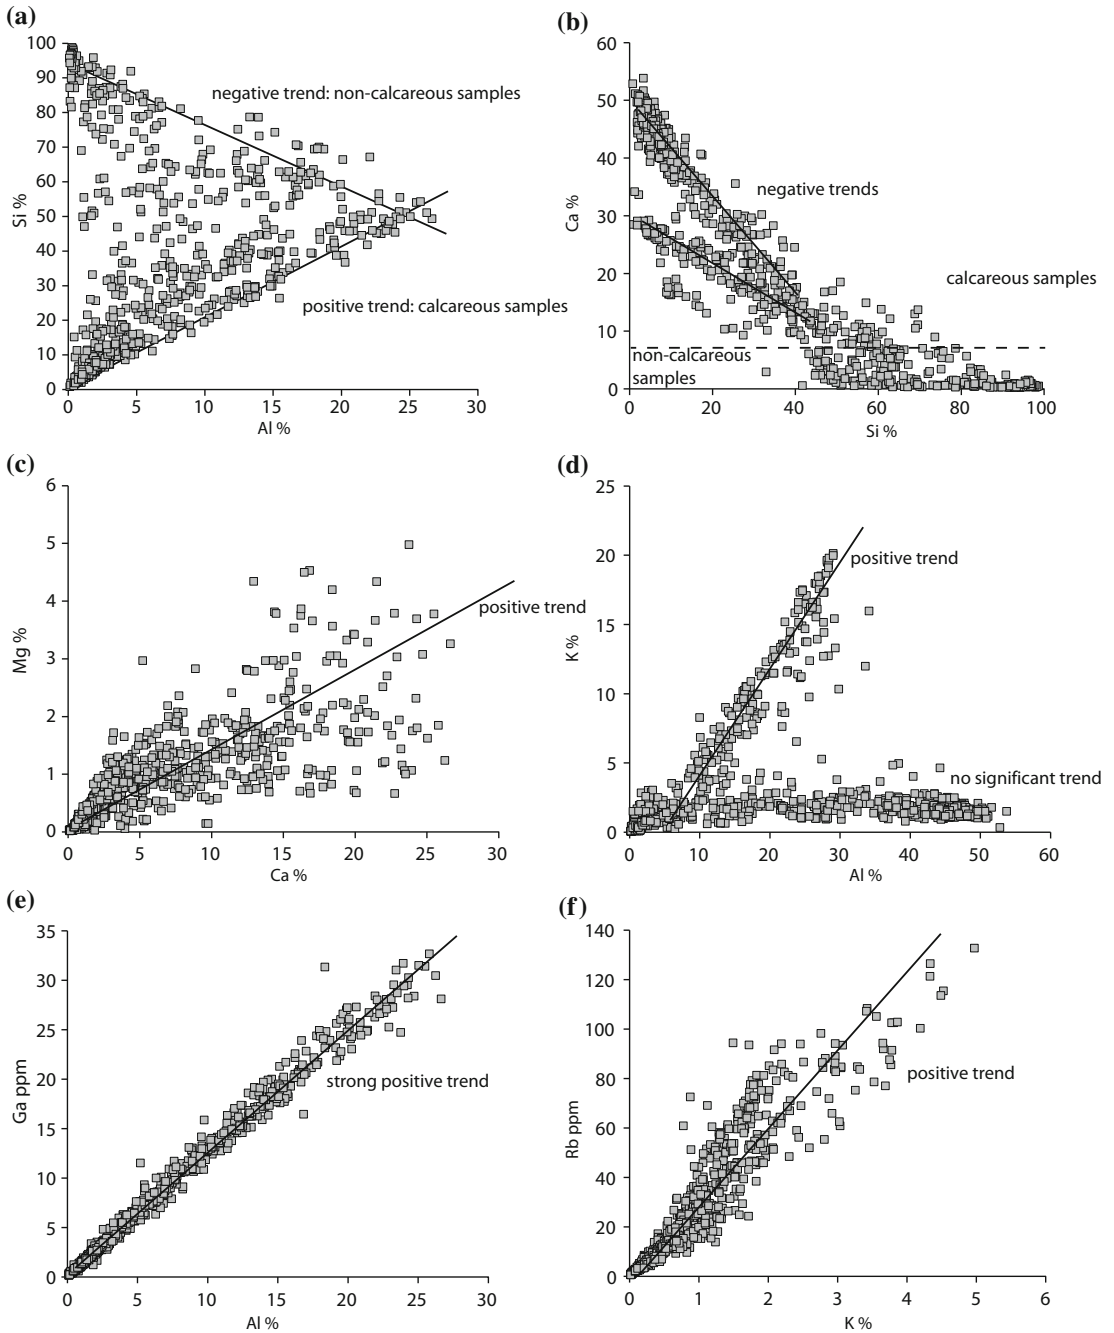 (a)
100
90
80
70
60
50
40
30
20
10
0
Si %
negative trend: non-calcareous samples
positive trend: calcareous samples
0 5 10 15 20 25 30
Al %
(b)
60
50
40
30
20
10
0
Ca %
negative trends
calcareous samples
non-calcareous
samples
0 20 40 60 80 100
Si %
(c)
6
5
4
3
2
1
0
Mg %
positive trend
0 5 10 15 20 25 30
Ca %
(d)
25
20
15
10
5
0
K %
positive trend
no significant trend
0 10 20 30 40 50 60
Al %
(e)
35
30
25
20
15
10
5
0
Ga ppm
strong positive trend
0 5 10 15 20 25 30
Al %
(f)
140
120
100
80
60
40
20
0
Rb ppm
positive trend
0 1 2 3 4 5 6
K %